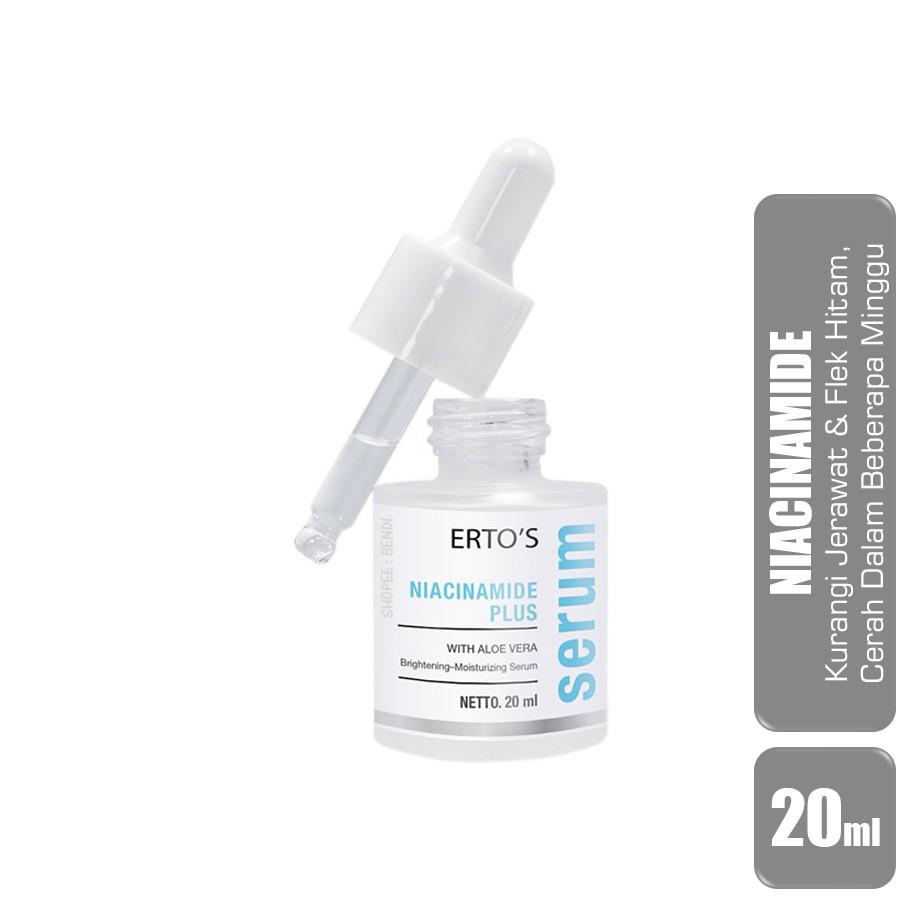 ERTO'S
NIACINAMIDE
PLUS
WITH ALOE VERA
Brightening–Moisturizing Serum
NETTO. 20 ml
serum
SHOPEE : BENDI
NIACINAMIDE
Kurangi Jerawat & Flek Hitam,
Cerah Dalam Beberapa Minggu
20ml